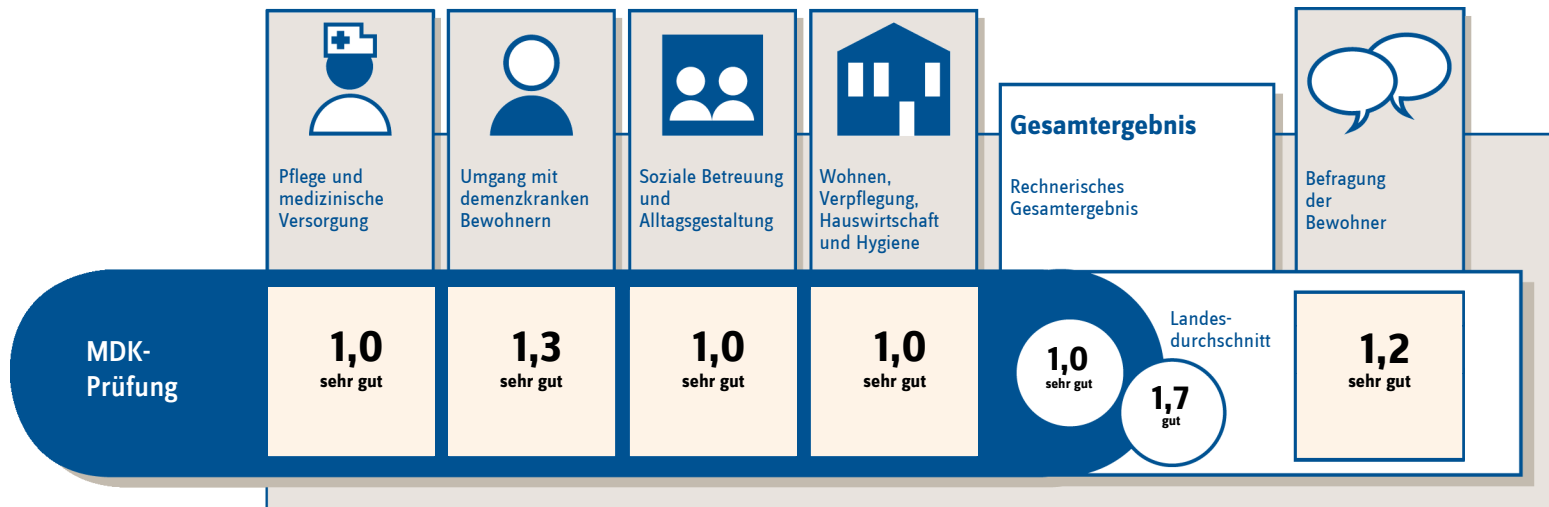 Pflege und
medizinische
Versorgung
Umgang mit
demenzkranken
Bewohnern
Soziale Betreuung
und
Alltagsgestaltung
Wohnen,
Verpflegung,
Hauswirtschaft
und Hygiene
Gesamtergebnis
Rechnerisches
Gesamtergebnis
Befragung
der
Bewohner
MDK-
Prüfung
1,0
sehr gut
1,3
sehr gut
1,0
sehr gut
1,0
sehr gut
1,0
sehr gut
Landes-
durchschnitt
1,7
gut
1,2
sehr gut